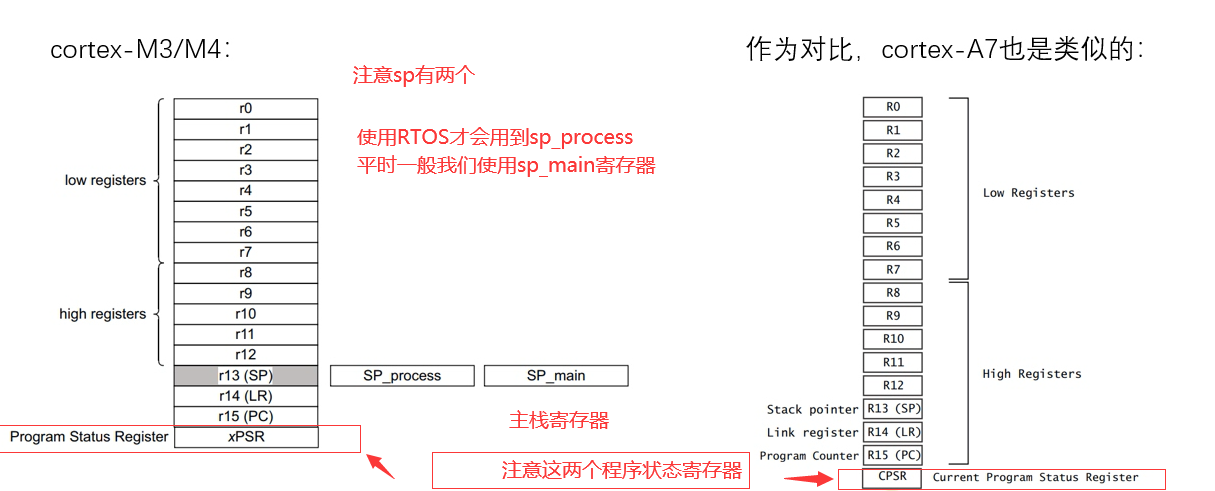 cortex-M3/M4:
作为对比，cortex-A7也是类似的:
注意sp有两个
使用RTOS才会用到sp_process
平时一般我们使用sp_main寄存器
low registers
high registers
r0
r1
r2
r3
r4
r5
r6
r7
r8
r9
r10
r11
r12
r13 (SP)
SP_process
SP_main
r14 (LR)
r15 (PC)
Program Status Register
xPSR
主栈寄存器
注意这两个程序状态寄存器
R0
R1
R2
R3
R4
R5
R6
R7
Low Registers
R8
R9
R10
R11
R12
High Registers
Stack pointer R13 (SP)
Link register R14 (LR)
Program Counter R15 (PC)
CPSR Current Program Status Register